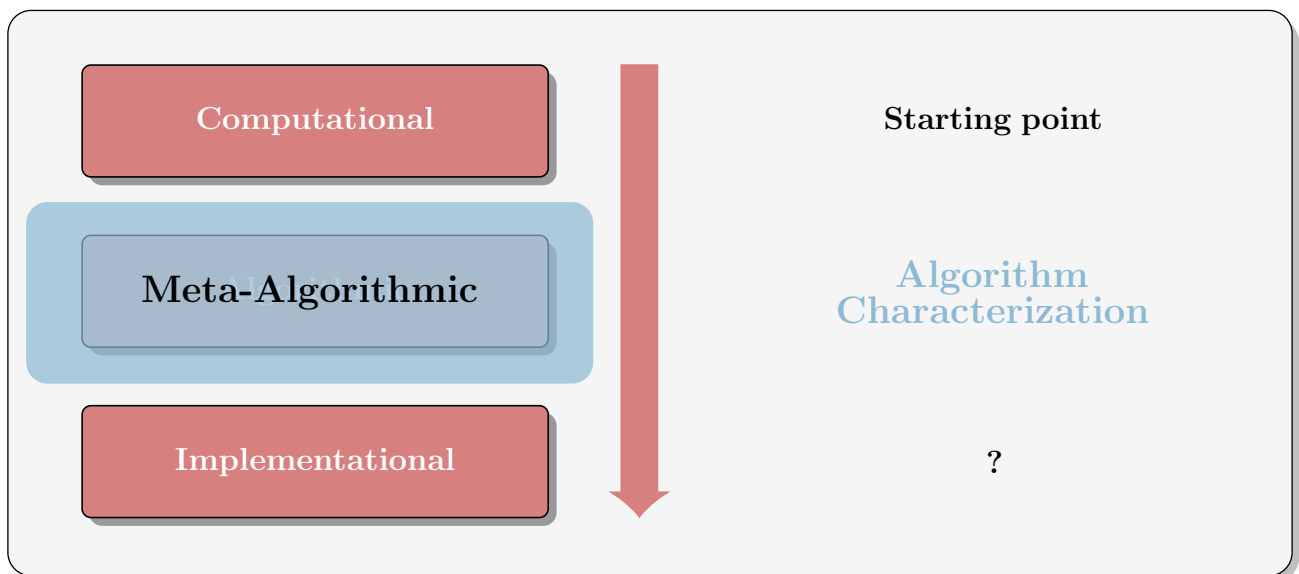 Computational
Starting point
Meta-Algorithmic
Algorithm
Characterization
Implementational
?